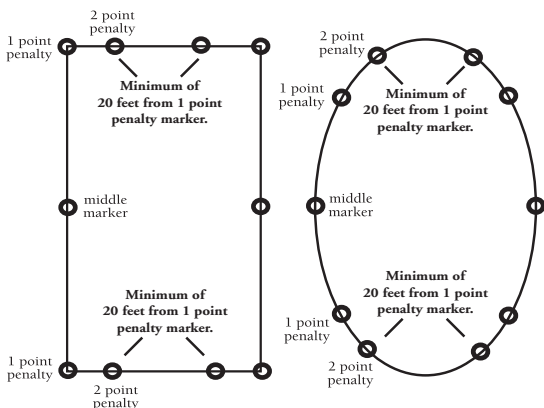 2 point
penalty
1 point
penalty
Minimum of
20 feet from 1 point
penalty marker.
middle
marker
Minimum of
20 feet from 1 point
penalty marker.
1 point
penalty
2 point
penalty
2 point
penalty
1 point
penalty
Minimum of
20 feet from 1 point
penalty marker.
middle
marker
Minimum of
20 feet from 1 point
penalty marker.
1 point
penalty
2 point
penalty